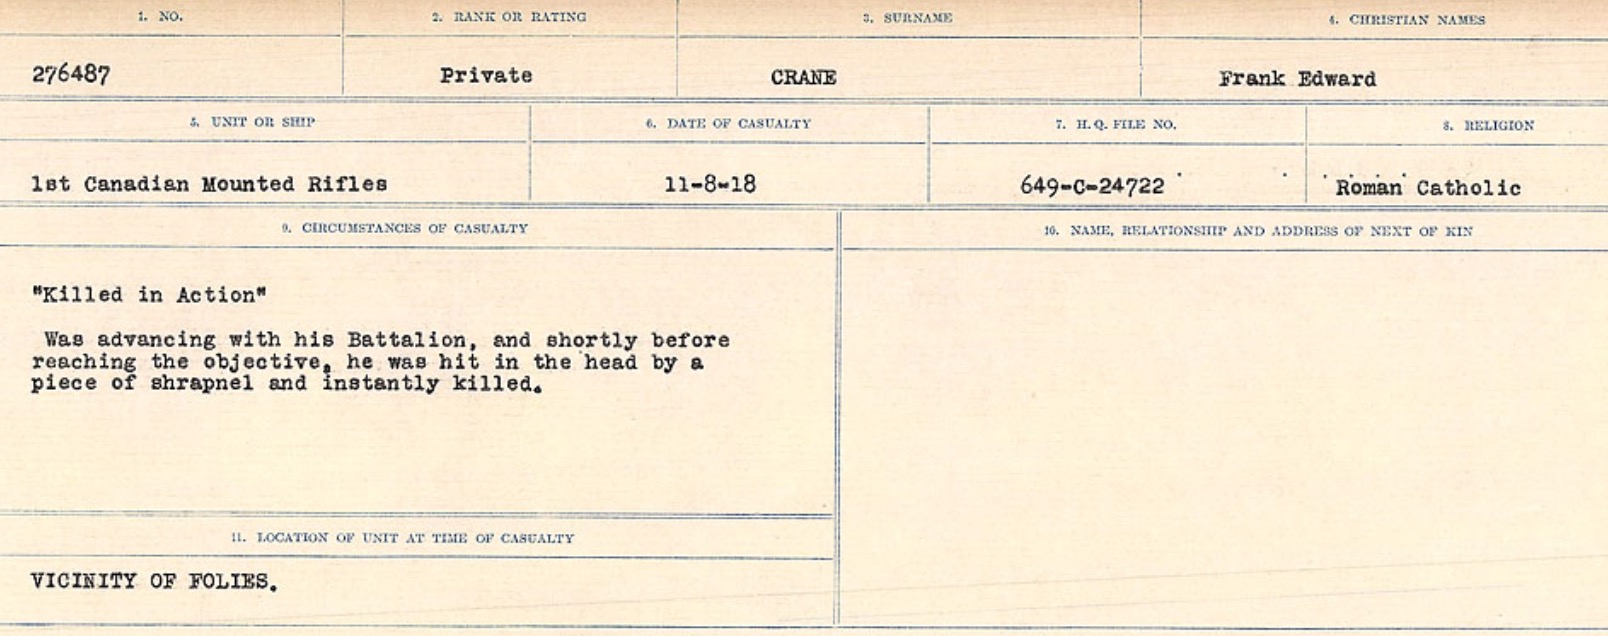 1. NO.
2. RANK OR RATING
3. SURNAME
4. CHRISTIAN NAMES
276487
Private
CRANE
Frank Edward
5. UNIT OR SHIP
6. DATE OF CASUALTY
7. H.Q. FILE NO.
8. RELIGION
1st Canadian Mounted Rifles
11-8-18
649-C-24722
Roman Catholic
9. CIRCUMSTANCES OF CASUALTY
10. NAME, RELATIONSHIP AND ADDRESS OF NEXT OF KIN
"Killed in Action"
Was advancing with his Battalion, and shortly before
reaching the objective, he was hit in the head by a
piece of shrapnel and instantly killed.
11. LOCATION OF UNIT AT TIME OF CASUALTY
VICINITY OF FOLIES.